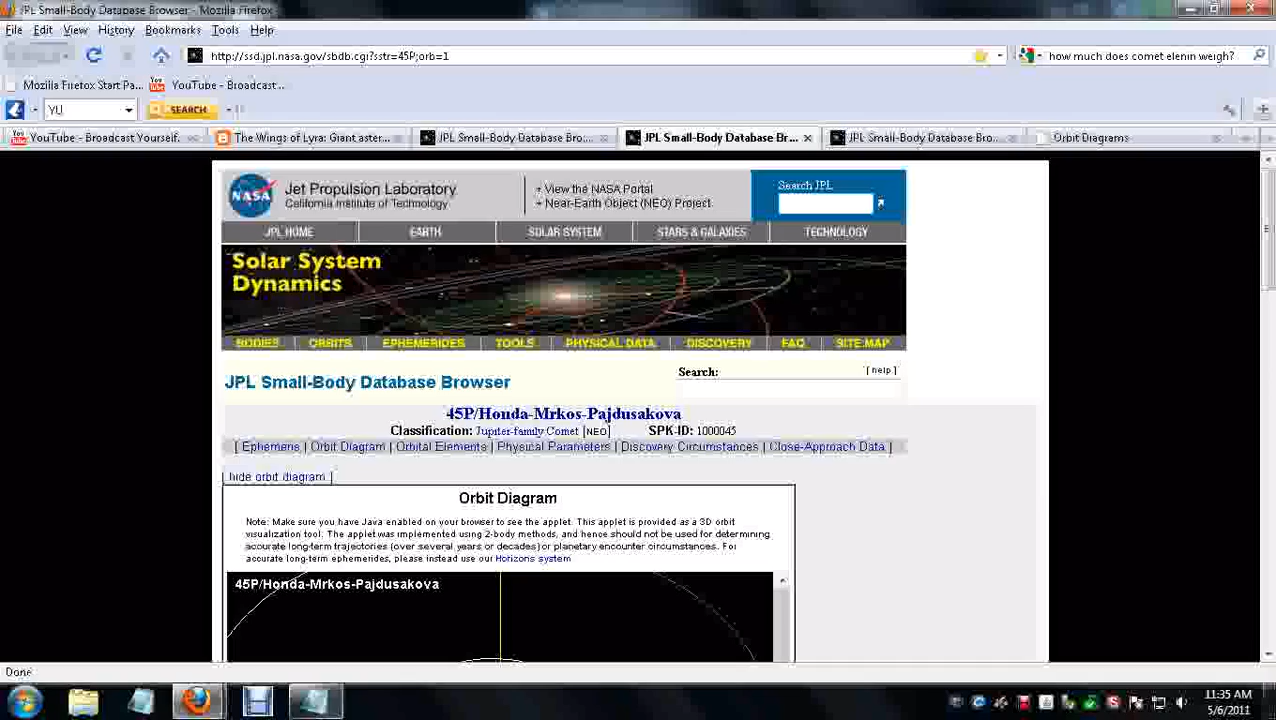 JPL Small-Body Database Browser - Mozilla Firefox
File Edit View History Bookmarks Tools Help
http://ssd.jpl.nasa.gov/sbdb.cgi?sstr=45P;orb=1
how much does comet elenin weigh?
Mozilla Firefox Start Pa... YouTube - Broadcast ...
YU SEARCH
YouTube - Broadcast Yourself. The Wings of Lyra: Giant aster... JPL Small-Body Database Bro... JPL Small-Body Database Br... JPL Small-Body Database Bro... Orbit Diagrams
NASA
Jet Propulsion Laboratory
California Institute of Technology
+ View the NASA Portal
+ Near-Earth Object (NEO) Project
Search JPL
JPL HOME EARTH SOLAR SYSTEM STARS & GALAXIES TECHNOLOGY
Solar System
Dynamics
BODIES ORBITS EPHEMERIDES TOOLS PHYSICAL DATA DISCOVERY FAQ SITE MAP
JPL Small-Body Database Browser
Search: [ help ]
45P/Honda-Mrkos-Pajdusakova
Classification: Jupiter-family Comet [NEO] SPK-ID: 1000045
[ Ephemeris | Orbit Diagram | Orbital Elements | Physical Parameters | Discovery Circumstances | Close-Approach Data ]
[ hide orbit diagram ]
Orbit Diagram
Note: Make sure you have Java enabled on your browser to see the applet. This applet is provided as a 3D orbit
visualization tool. The applet was implemented using 2-body methods, and hence should not be used for determining
accurate long-term trajectories (over several years or decades) or planetary encounter circumstances. For
accurate long-term ephemerides, please instead use our Horizons system
45P/Honda-Mrkos-Pajdusakova
Done
11:35 AM
5/6/2011